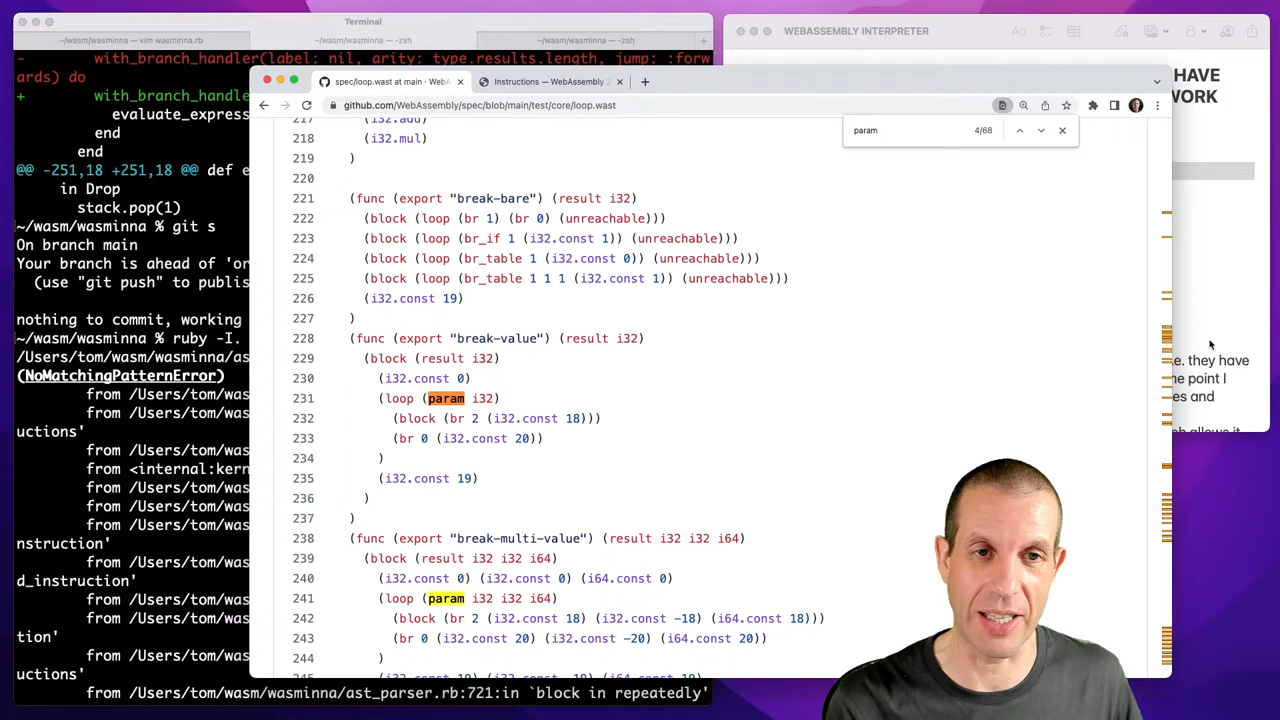 Terminal
~/wasm/wasminna — vim wasminna.rb
~/wasm/wasminna — -zsh
~/wasm/wasminna — -zsh
-        with_branch_handler(label: nil, arity: type.results.length, jump: :forw
ards) do
+        with_branch_handle
evaluate_express
end
end
@@ -251,18 +251,18 @@ def e
in Drop
stack.pop(1)
~/wasm/wasminna % git s
On branch main
Your branch is ahead of 'or
(use "git push" to publis
nothing to commit, working
~/wasm/wasminna % ruby -I.
/Users/tom/wasm/wasminna/as
(NoMatchingPatternError)
from /Users/tom/was
uctions'
from /Users/tom/was
from <internal:kern
from /Users/tom/was
from /Users/tom/was
from /Users/tom/was
nstruction'
from /Users/tom/was
d_instruction'
from /Users/tom/was
from /Users/tom/was
tion'
from /Users/tom/was
uctions'
from /Users/tom/wasm/wasminna/ast_parser.rb:721:in `block in repeatedly'
spec/loop.wast at main · WebA
Instructions — WebAssembly 2.
github.com/WebAssembly/spec/blob/main/test/core/loop.wast
param
4/68
217 (i32.add)
218 (i32.mul)
219 )
220
221 (func (export "break-bare") (result i32)
222 (block (loop (br 1) (br 0) (unreachable)))
223 (block (loop (br_if 1 (i32.const 1)) (unreachable)))
224 (block (loop (br_table 1 (i32.const 0)) (unreachable)))
225 (block (loop (br_table 1 1 1 (i32.const 1)) (unreachable)))
226 (i32.const 19)
227 )
228 (func (export "break-value") (result i32)
229 (block (result i32)
230 (i32.const 0)
231 (loop (param i32)
232 (block (br 2 (i32.const 18)))
233 (br 0 (i32.const 20))
234 )
235 (i32.const 19)
236 )
237 )
238 (func (export "break-multi-value") (result i32 i32 i64)
239 (block (result i32 i32 i64)
240 (i32.const 0) (i32.const 0) (i64.const 0)
241 (loop (param i32 i32 i64)
242 (block (br 2 (i32.const 18) (i32.const -18) (i64.const 18)))
243 (br 0 (i32.const 20) (i32.const -20) (i64.const 20))
244 )
WEBASSEMBLY INTERPRETER
HAVE
WORK
e. they have
he point I
es and
ch allows it